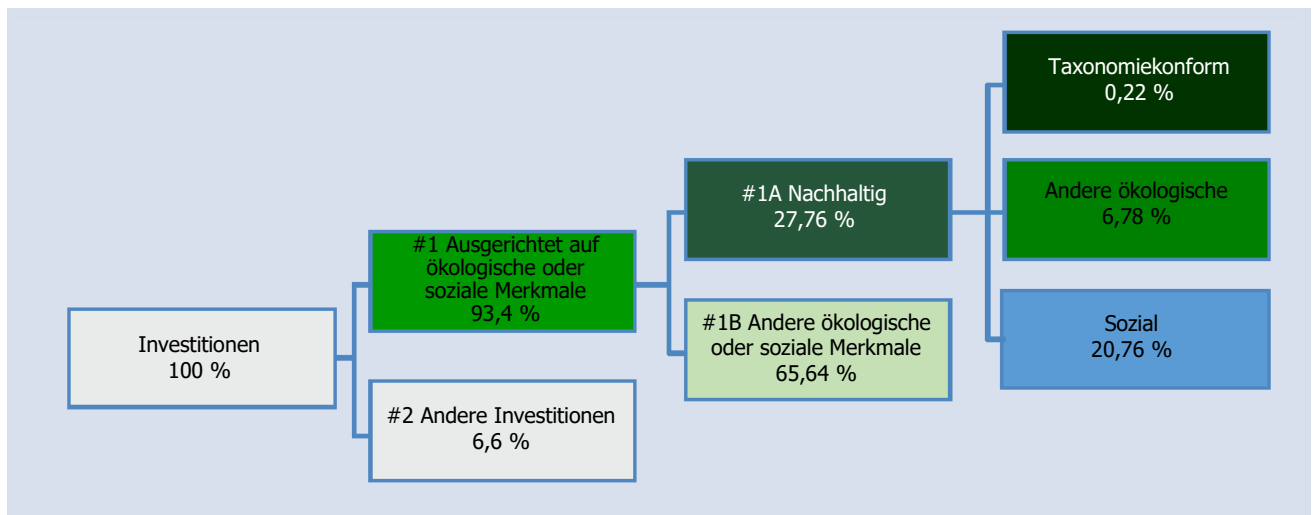 Taxonomiekonform
0,22 %
#1A Nachhaltig
27,76 %
Andere ökologische
6,78 %
#1 Ausgerichtet auf
ökologische oder
soziale Merkmale
93,4 %
Investitionen
100 %
#1B Andere ökologische
oder soziale Merkmale
65,64 %
Sozial
20,76 %
#2 Andere Investitionen
6,6 %